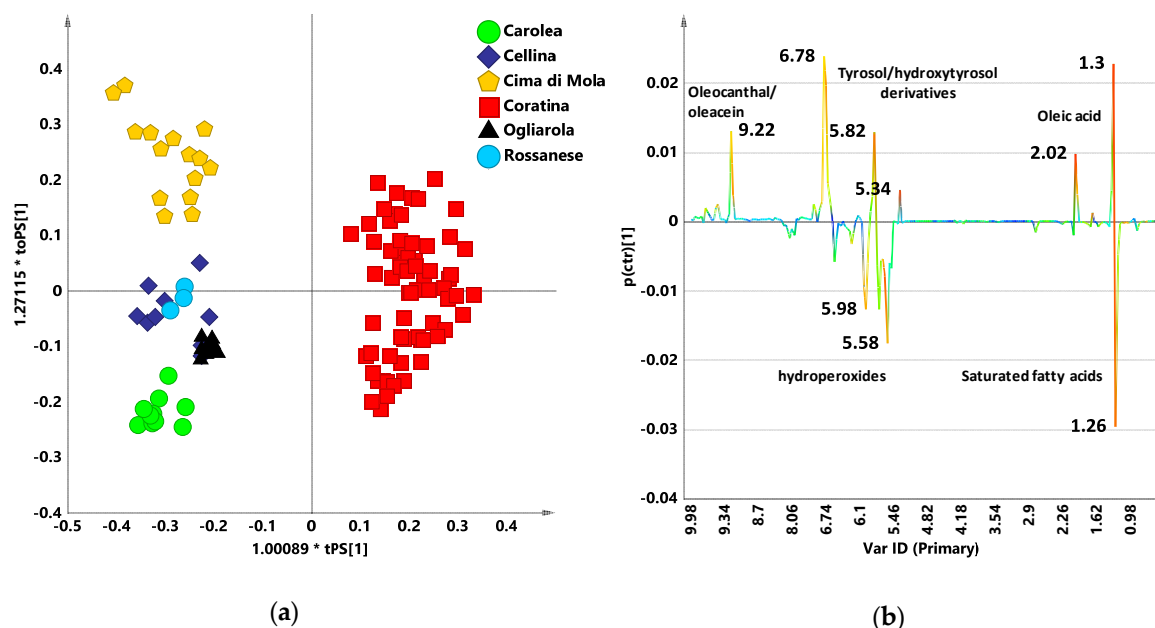 1.27115 * toPS[1]
0.4
0.3
0.2
0.1
0
-0.1
-0.2
-0.3
-0.4
-0.5
-0.4
-0.3
-0.2
-0.1
0
0.1
0.2
0.3
0.4
1.00089 * tPS[1]
Carolea
Cellina
Cima di Mola
Coratina
Ogliarola
Rossanese
(a)
p(ctr)[1]
0.02
0.01
0
-0.01
-0.02
-0.03
-0.04
6.78
Tyrosol/hydroxytyrosol
derivatives
1.3
Oleocanthal/
oleacein
9.22
5.82
Oleic acid
2.02
5.34
5.98
5.58
hydroperoxides
Saturated fatty acids
1.26
9.98
9.34
8.7
8.06
6.74
6.1
5.46
4.82
4.18
3.54
2.9
2.26
1.62
0.98
Var ID (Primary)
(b)